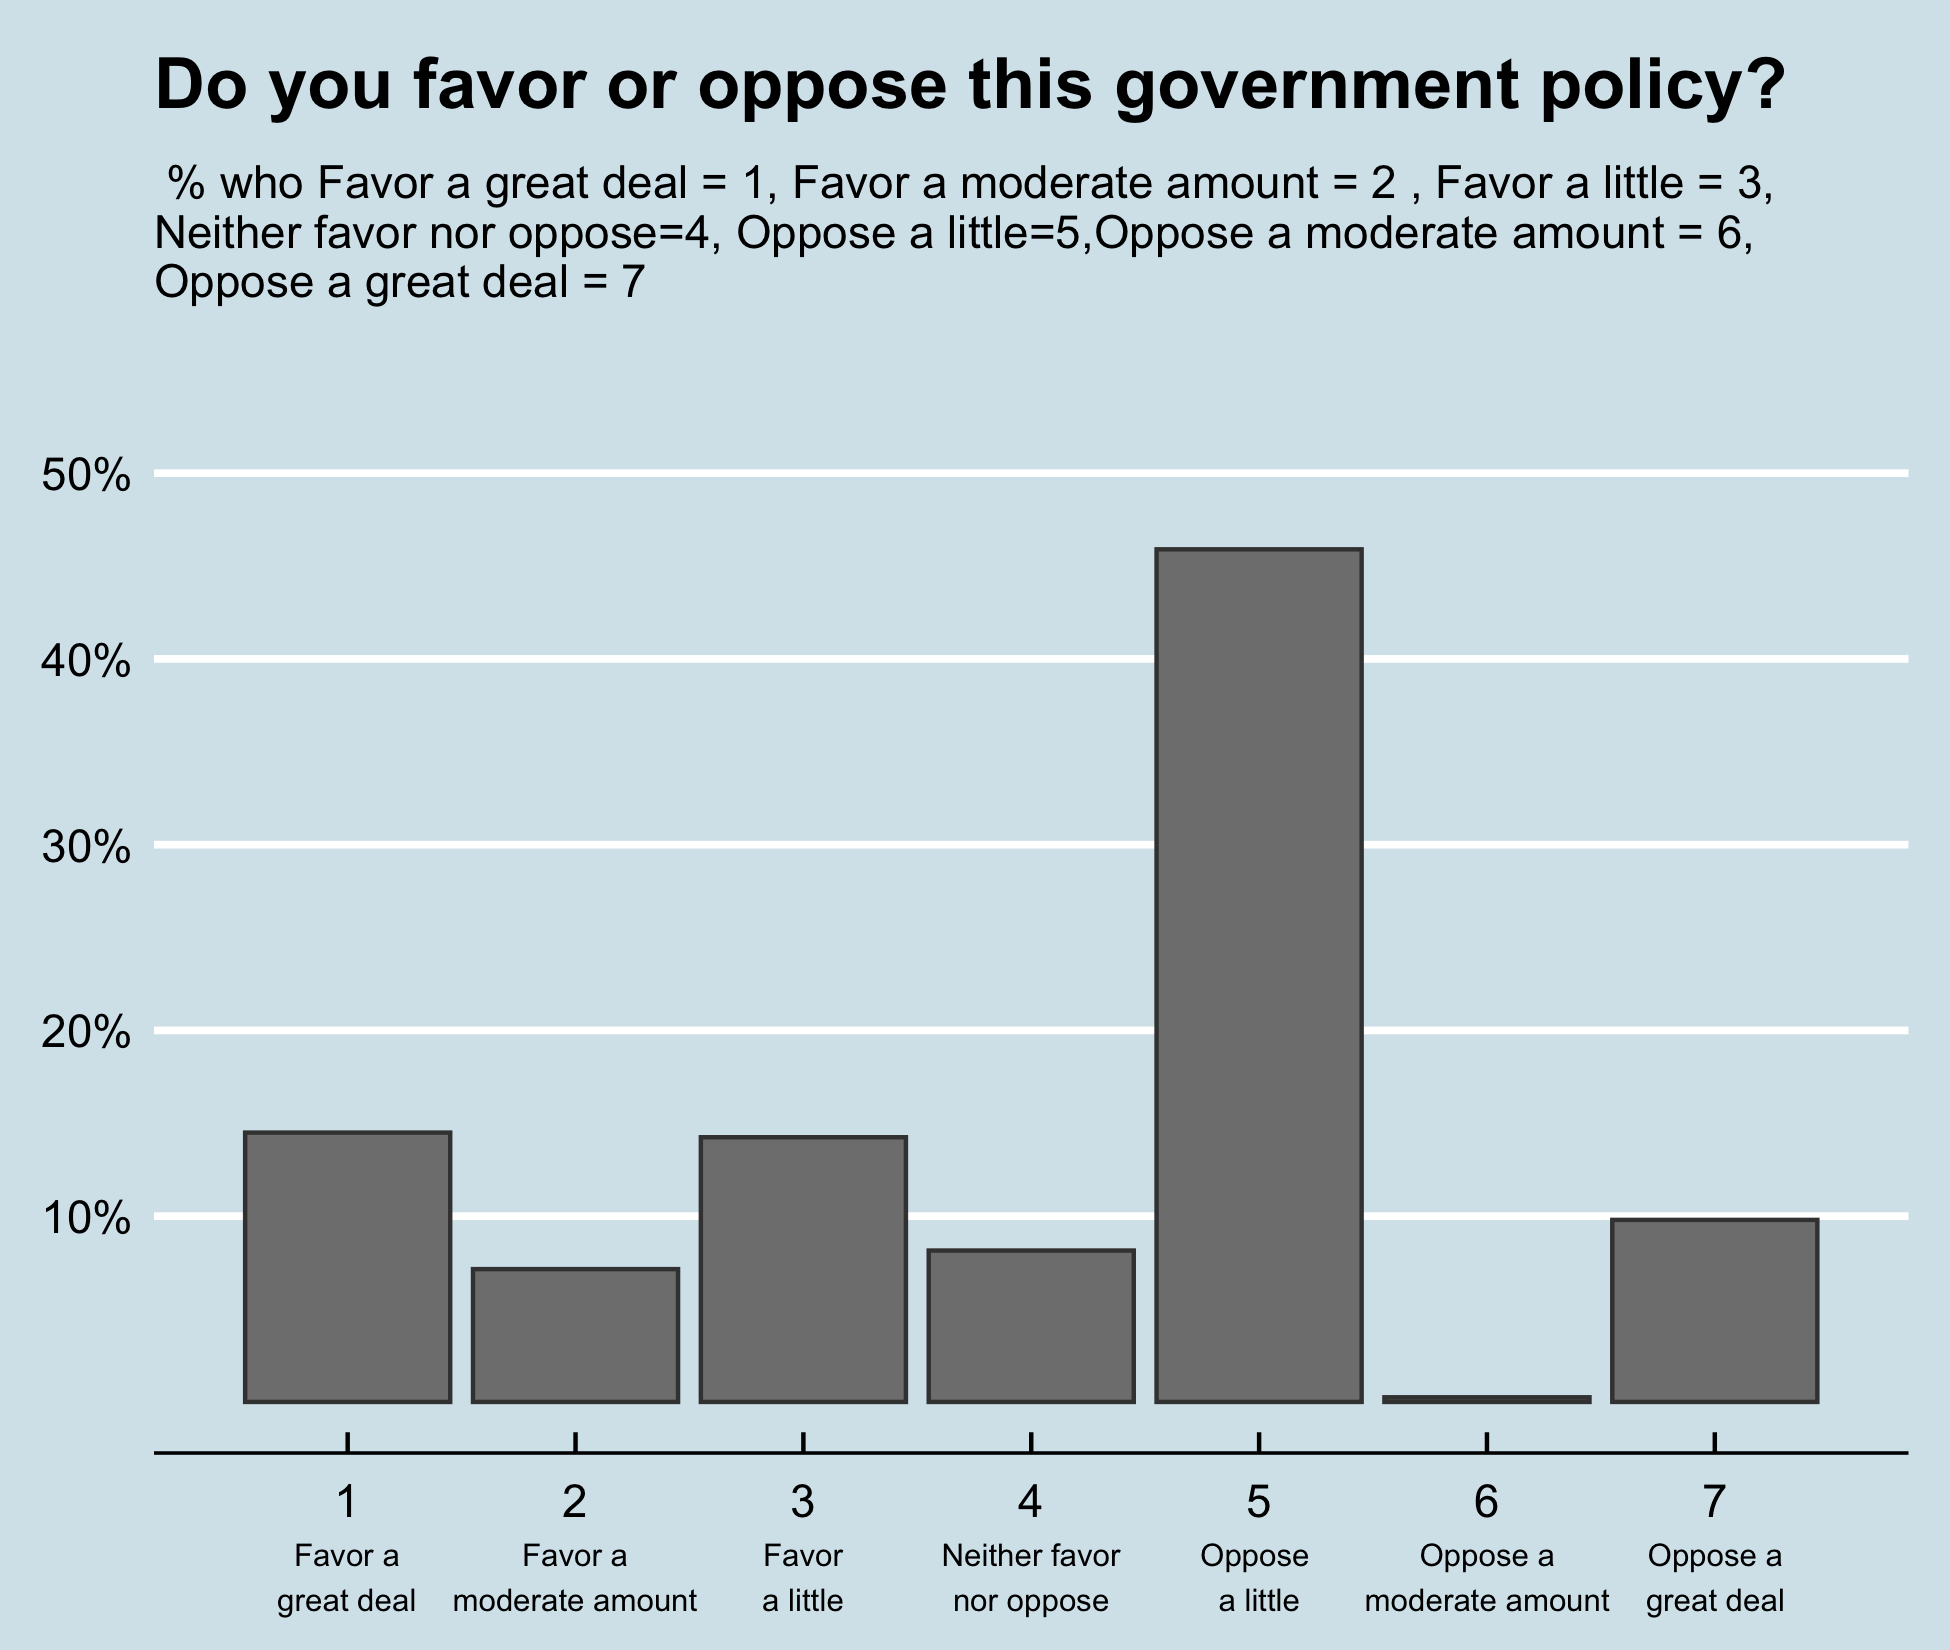 Do you favor or oppose this government policy?
% who Favor a great deal = 1, Favor a moderate amount = 2 , Favor a little = 3,
Neither favor nor oppose=4, Oppose a little=5,Oppose a moderate amount = 6,
Oppose a great deal = 7
50%
40%
30%
20%
10%
1 2 3 4 5 6 7
Favor a Favor a Favor Neither favor Oppose Oppose a Oppose a
great deal moderate amount a little nor oppose a little moderate amount great deal